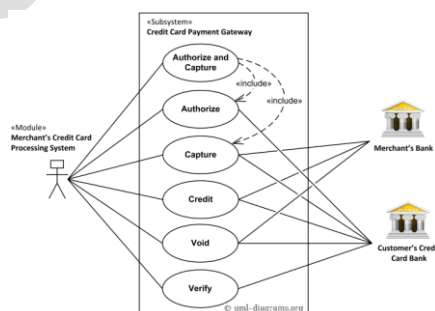 «Subsystem»
Credit Card Payment Gateway
Authorize and
Capture
«include»
«include»
Authorize
«Module»
Merchant's Credit Card
Processing System
Capture
Merchant's Bank
Credit
Void
Customer's Cred
Card Bank
Verify
© uml-diagrams.org